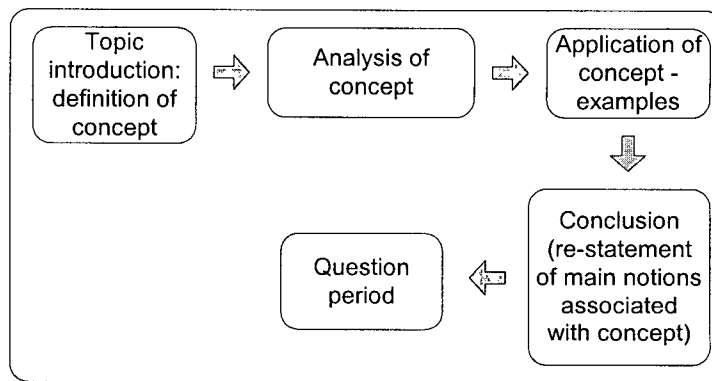 Topic
introduction:
definition of
concept
Analysis of
concept
Application of
concept -
examples
Conclusion
(re-statement
of main notions
associated
with concept)
Question
period